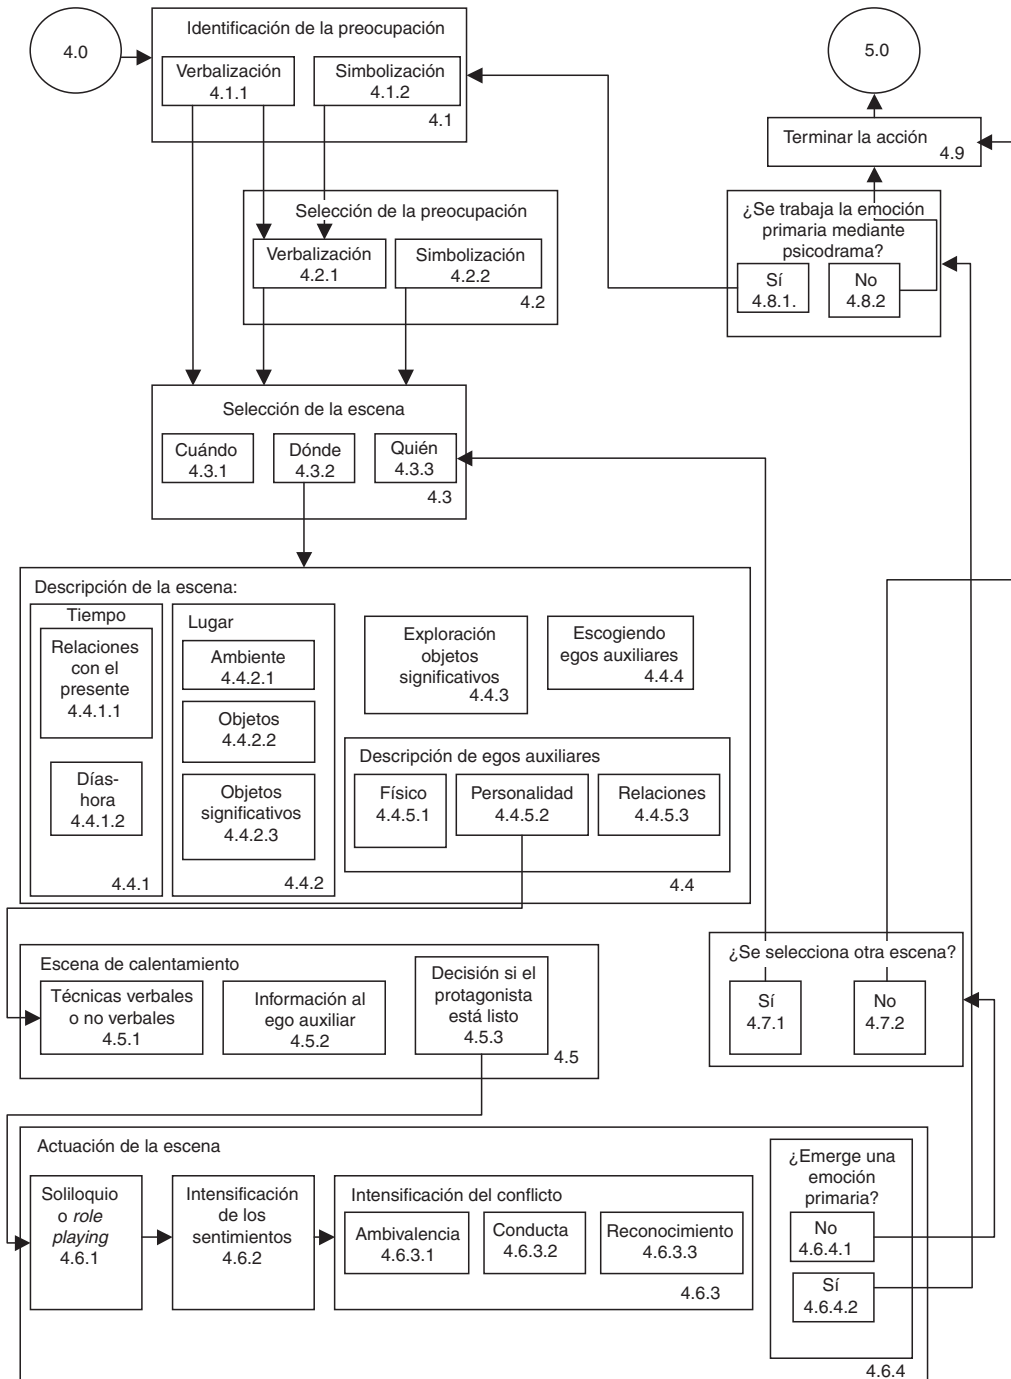 4.0
Identificación de la preocupación
Verbalización
4.1.1
Simbolización
4.1.2
4.1
5.0
Terminar la acción
4.9
Selección de la preocupación
Verbalización
4.2.1
Simbolización
4.2.2
4.2
¿Se trabaja la emoción
primaria mediante
psicodrama?
Sí
4.8.1.
No
4.8.2
Selección de la escena
Cuándo
4.3.1
Dónde
4.3.2
Quién
4.3.3
4.3
Descripción de la escena:
Tiempo
Relaciones
con el
presente
4.4.1.1
Días-
hora
4.4.1.2
4.4.1
Lugar
Ambiente
4.4.2.1
Objetos
4.4.2.2
Objetos
significativos
4.4.2.3
4.4.2
Exploración
objetos
significativos
4.4.3
Escogiendo
egos auxiliares
4.4.4
Descripción de egos auxiliares
Físico
4.4.5.1
Personalidad
4.4.5.2
Relaciones
4.4.5.3
4.4
Escena de calentamiento
Técnicas verbales
o no verbales
4.5.1
Información al
ego auxiliar
4.5.2
Decisión si el
protagonista
está listo
4.5.3
4.5
¿Se selecciona otra escena?
Sí
4.7.1
No
4.7.2
Actuación de la escena
Soliloquio
o role
playing
4.6.1
Intensificación
de los
sentimientos
4.6.2
Intensificación del conflicto
Ambivalencia
4.6.3.1
Conducta
4.6.3.2
Reconocimiento
4.6.3.3
4.6.3
¿Emerge una
emoción
primaria?
No
4.6.4.1
Sí
4.6.4.2
4.6.4